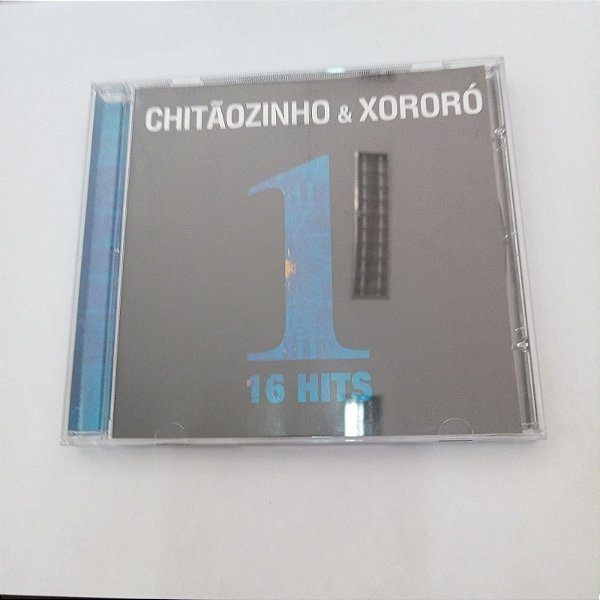 CHITÃOZINHO & XORORÓ
1
16 HITS